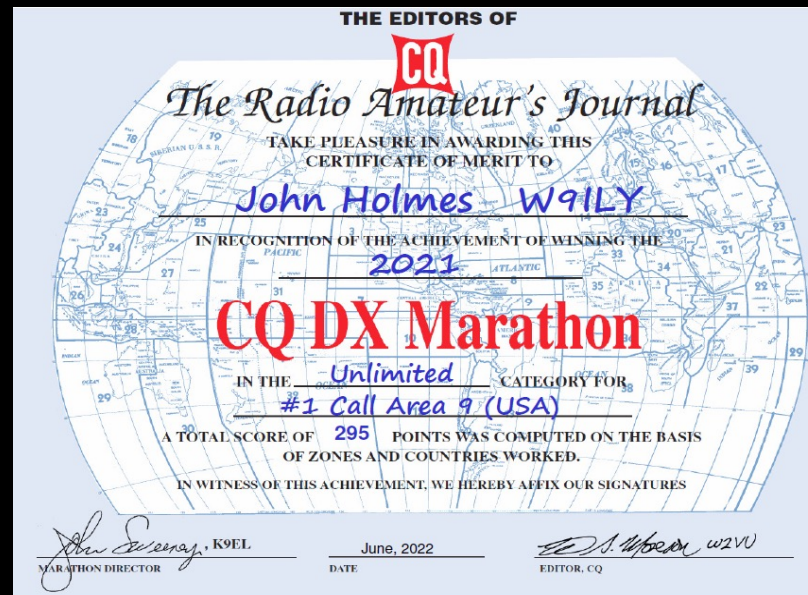 THE EDITORS OF
CQ
The Radio Amateur's Journal
TAKE PLEASURE IN AWARDING THIS
CERTIFICATE OF MERIT TO
John Holmes W9ILY
IN RECOGNITION OF THE ACHIEVEMENT OF WINNING THE
2021
PACIFIC
ATLANTIC
CQ DX Marathon
IN THE Unlimited CATEGORY FOR
#1 Call Area 9 (USA)
A TOTAL SCORE OF 295 POINTS WAS COMPUTED ON THE BASIS
OF ZONES AND COUNTRIES WORKED.
IN WITNESS OF THIS ACHIEVEMENT, WE HEREBY AFFIX OUR SIGNATURES
John Sweeney, K9EL
June, 2022
W2VU
MARATHON DIRECTOR
DATE
EDITOR, CQ